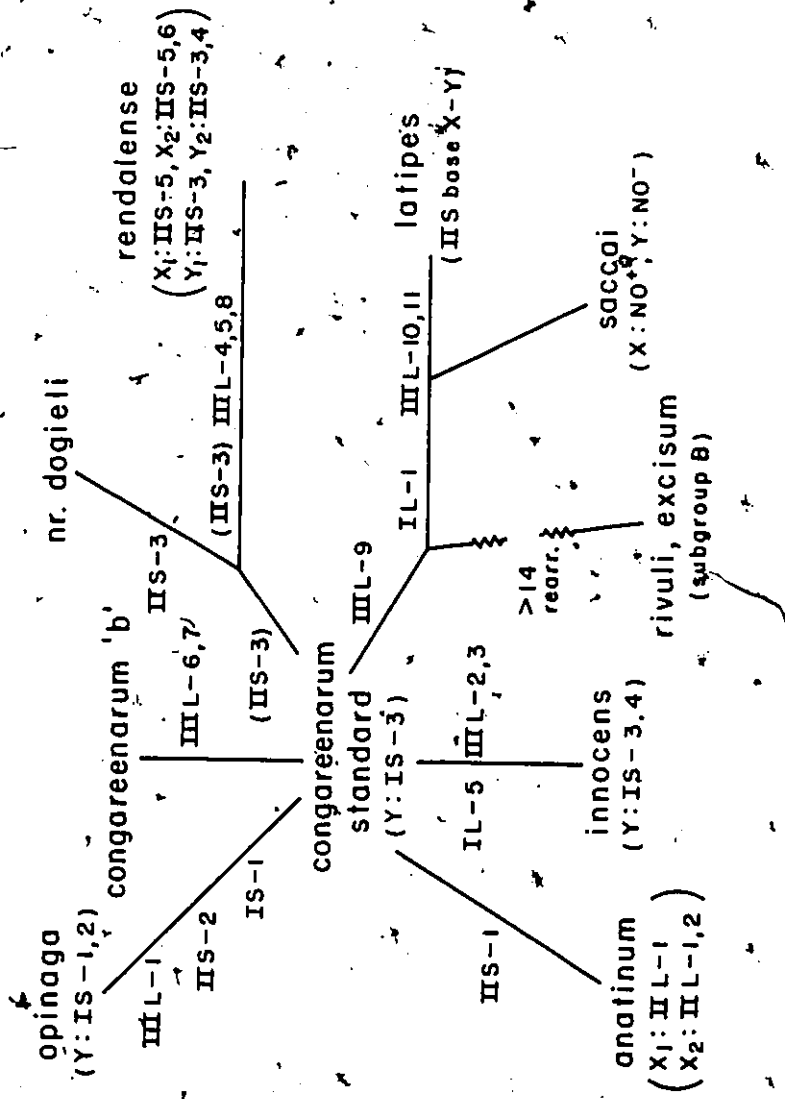 opinaga
(Y: IS-1,2)
IIIL-1
IIS-2
IS-1
congareenarum 'b'
IIIL-6,7
nr. dogieli
IIS-3
(IIS-3)
rendalense
(X₁:IIS-5, X₂:IIS-5,6
Y₁:IIS-3, Y₂:IIS-3,4)
(IIS-3) IIIL-4,5,8
congareenarum
standard
(Y: IS-3)
IIIL-9
IL-1
IIIL-10,11
latipes
(IIS base X-Y)
saccai
(X:NO⁺, Y:NO⁻)
>14
rearr.
rivuli, excisum
(subgroup B)
IL-5 IIIL-2,3
innocens
(Y: IS-3,4)
IIS-1
anatinum
(X₁: IIL-1
X₂: IIL-1,2)